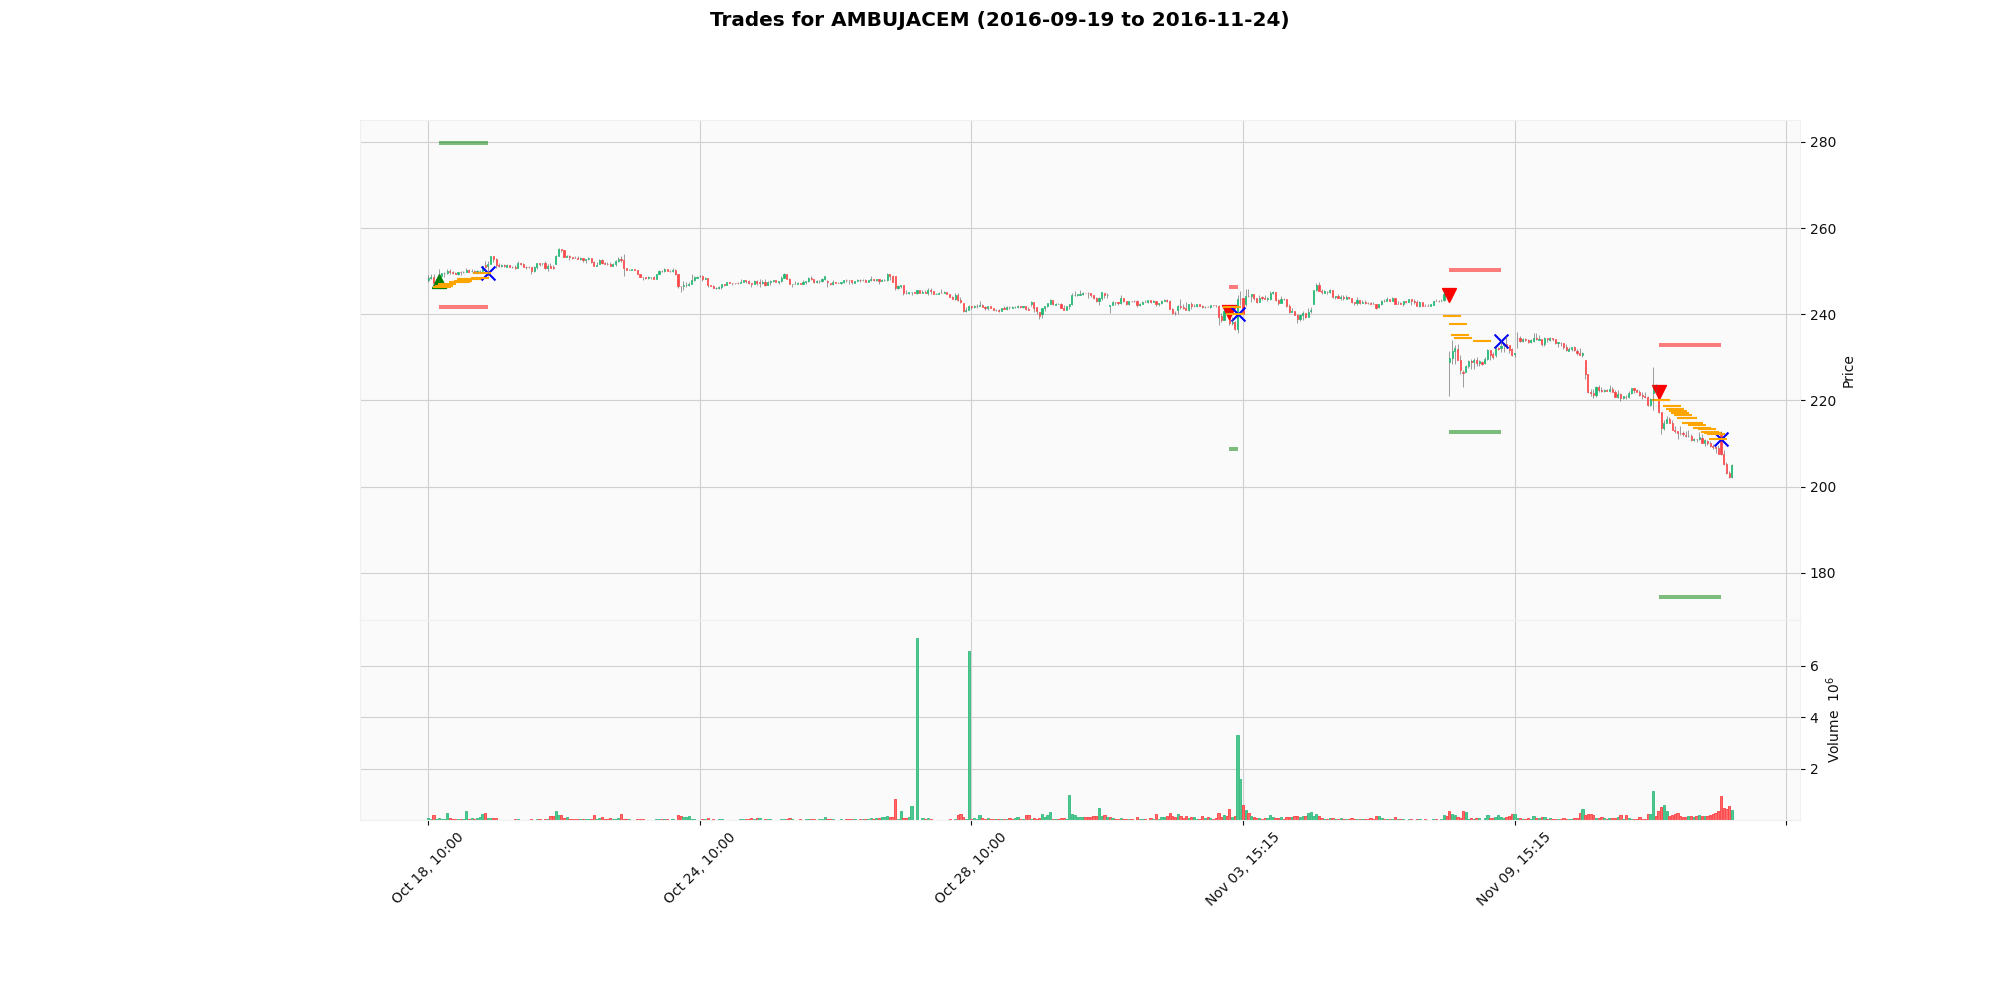 Trades for AMBUJACEM (2016-09-19 to 2016-11-24)
280
260
240
220
200
180
Price
6
4
2
Volume 10^6
Oct 18, 10:00
Oct 24, 10:00
Oct 28, 10:00
Nov 03, 15:15
Nov 09, 15:15